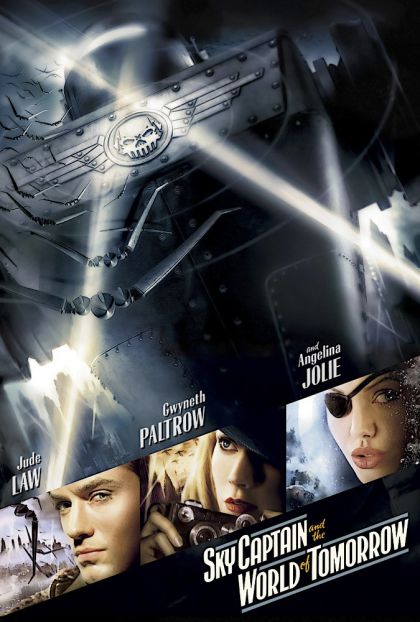 and
Angelina
JOLIE
Gwyneth
PALTROW
Jude
LAW
SKY CAPTAIN and the
WORLD of TOMORROW